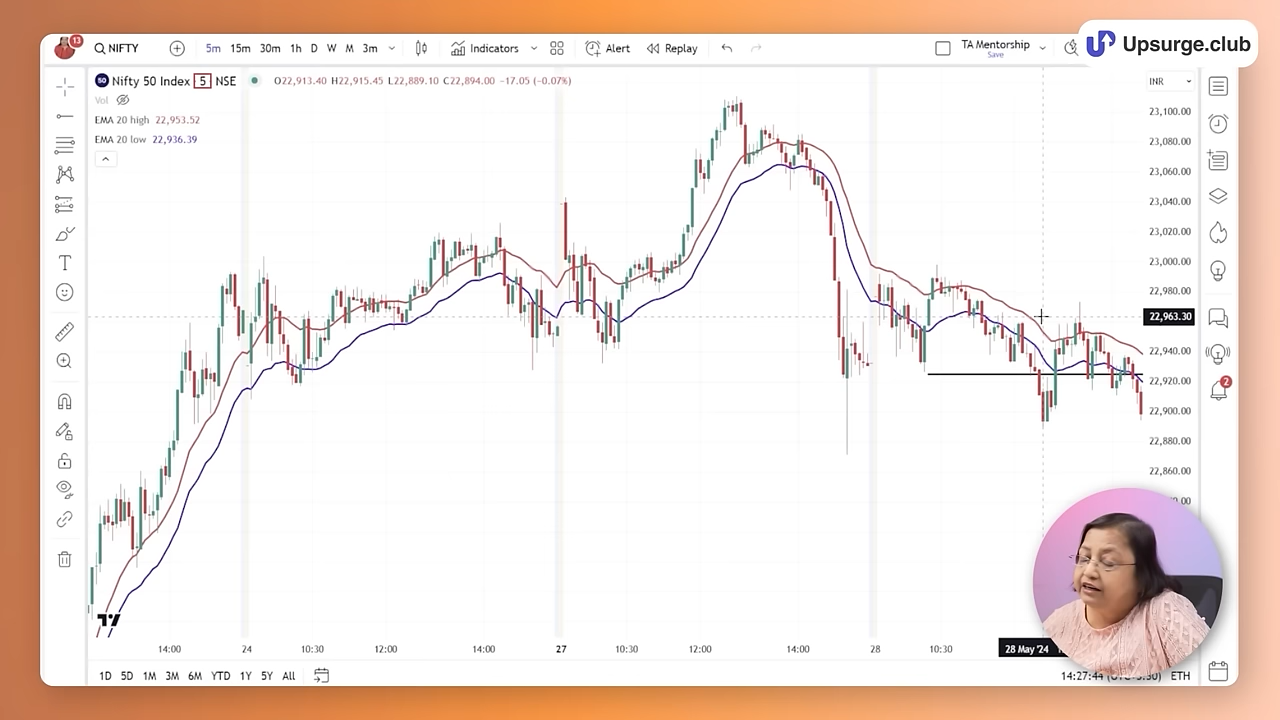 13
NIFTY
5m 15m 30m 1h D W M 3m
Indicators
Alert
Replay
TA Mentorship
Save
Upsurge.club
50 Nifty 50 Index 5 NSE
O22,913.40 H22,915.45 L22,889.10 C22,894.00 -17.05 (-0.07%)
INR
Vol
EMA 20 high 22,953.52
EMA 20 low 22,936.39
23,100.00
23,080.00
23,060.00
23,040.00
23,020.00
23,000.00
22,980.00
22,963.30
22,940.00
22,920.00
22,900.00
22,880.00
22,860.00
2
14:00 24 10:30 12:00 14:00 27 10:30 12:00 14:00 28 10:30 28 May '24
1D 5D 1M 3M 6M YTD 1Y 5Y All
14:27:44
ETH